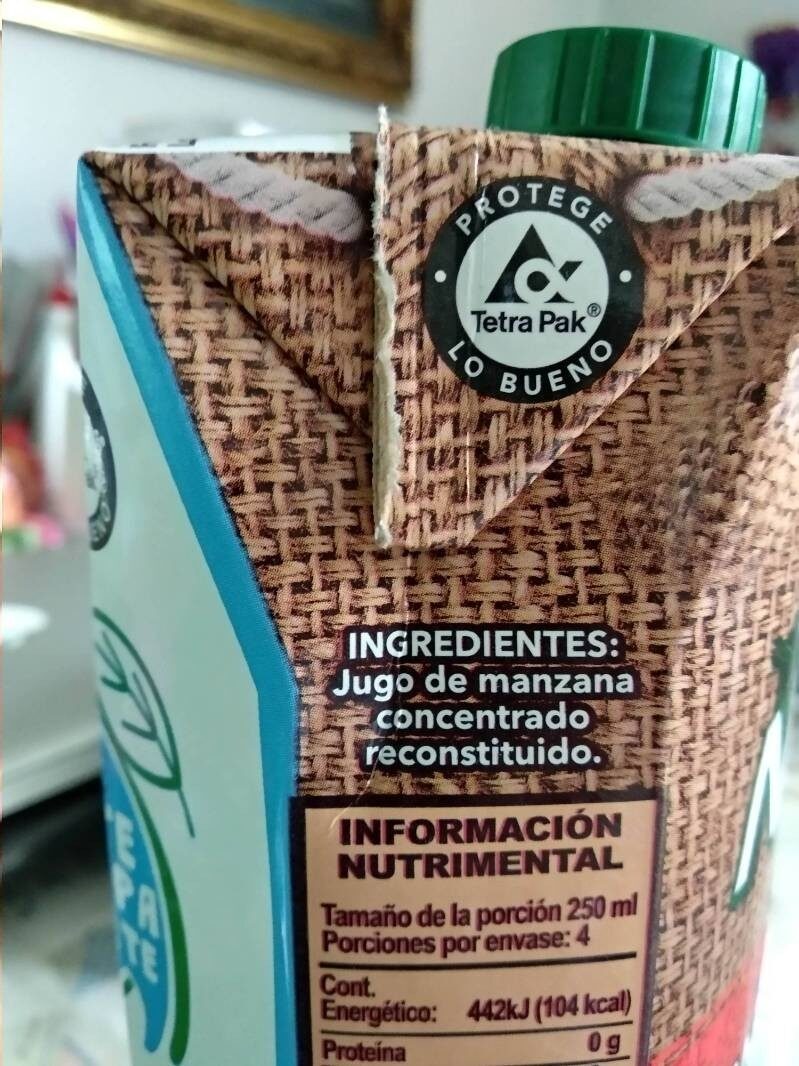 PROTEGE
Tetra Pak®
LO BUENO
INGREDIENTES:
Jugo de manzana
concentrado
reconstituido.
INFORMACIÓN
NUTRIMENTAL
Tamaño de la porción 250 ml
Porciones por envase: 4
Cont.
Energético: 442kJ (104 kcal)
Proteína 0 g